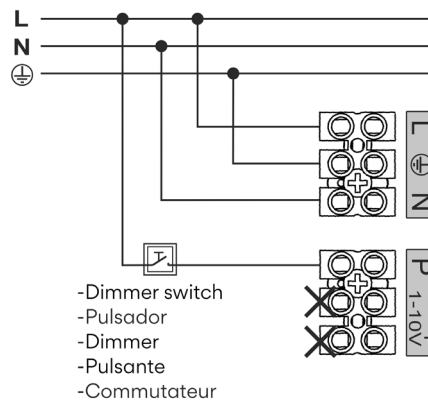 L
N
L
N
P
1-10V
-Dimmer switch
-Pulsador
-Dimmer
-Pulsante
-Commutateur